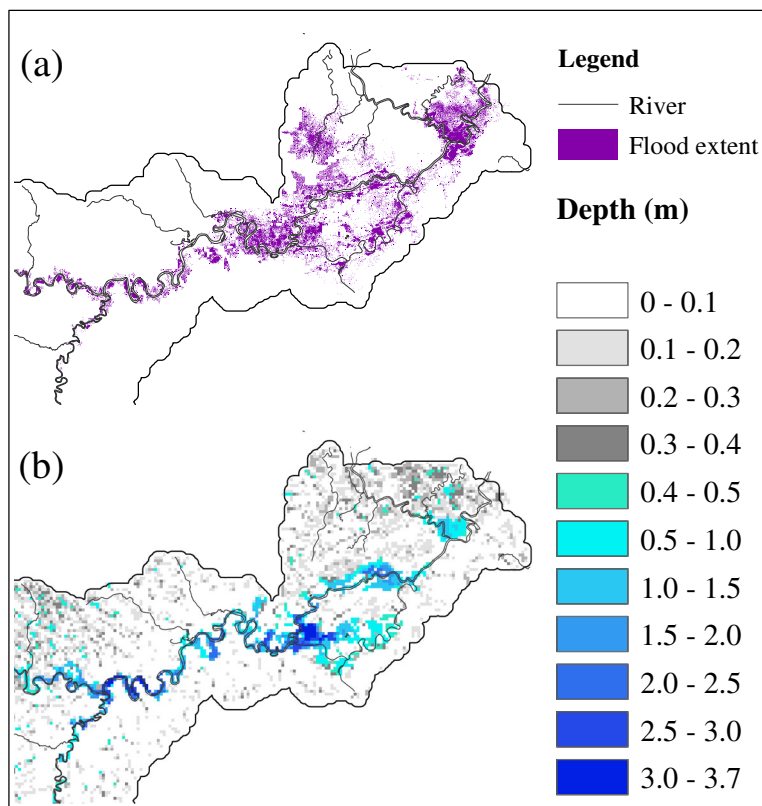 (a)
Legend
River
Flood extent
Depth (m)
0 - 0.1
0.1 - 0.2
0.2 - 0.3
0.3 - 0.4
0.4 - 0.5
0.5 - 1.0
1.0 - 1.5
1.5 - 2.0
2.0 - 2.5
2.5 - 3.0
3.0 - 3.7
(b)